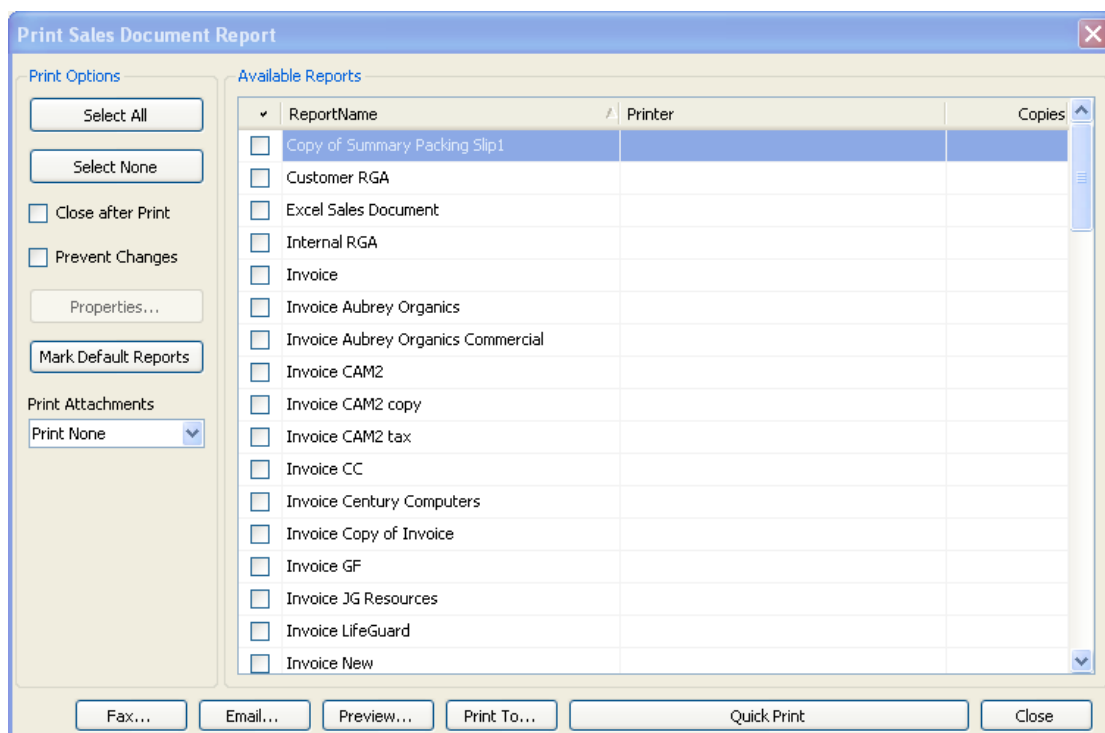 Print Sales Document Report
Print Options
Select All
Select None
Close after Print
Prevent Changes
Properties...
Mark Default Reports
Print Attachments
Print None
Available Reports
ReportName Printer Copies
Copy of Summary Packing Slip1
Customer RGA
Excel Sales Document
Internal RGA
Invoice
Invoice Aubrey Organics
Invoice Aubrey Organics Commercial
Invoice CAM2
Invoice CAM2 copy
Invoice CAM2 tax
Invoice CC
Invoice Century Computers
Invoice Copy of Invoice
Invoice GF
Invoice JG Resources
Invoice LifeGuard
Invoice New
Fax... Email... Preview... Print To... Quick Print Close